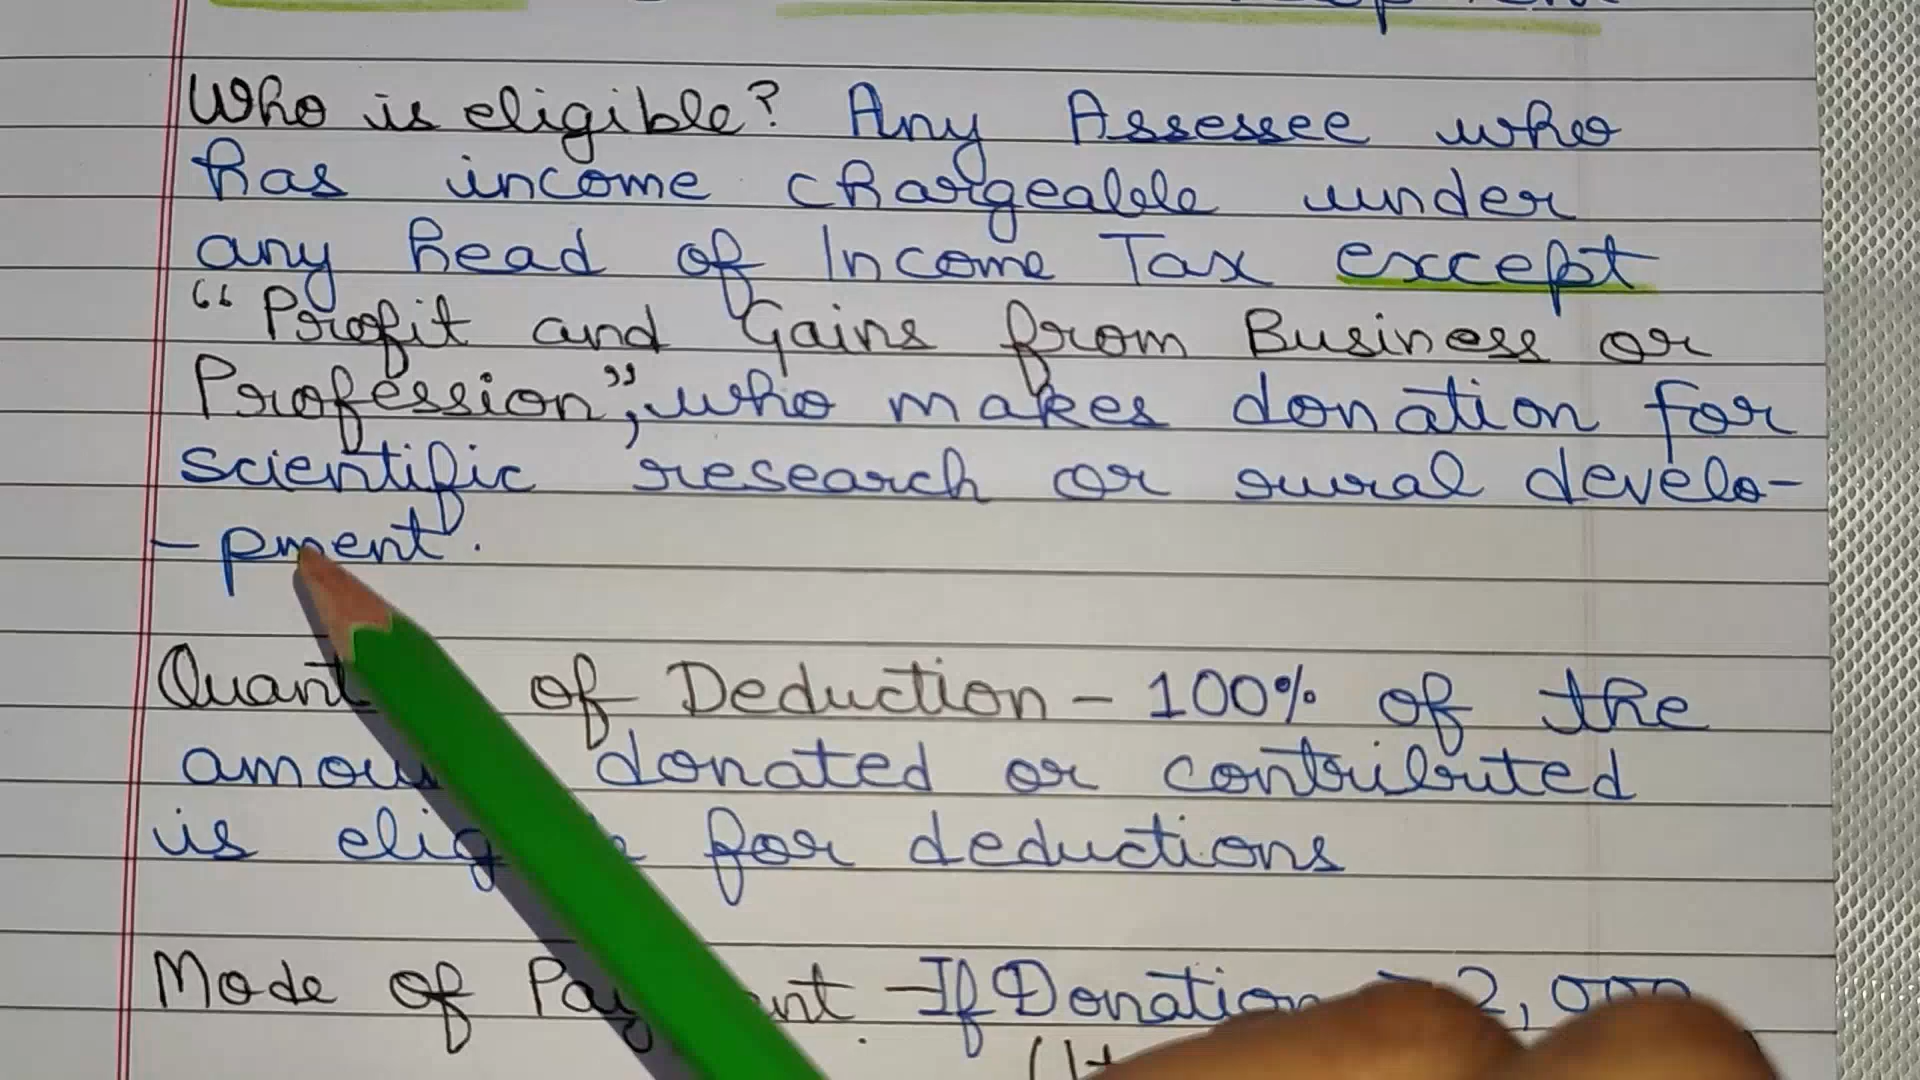 Who is eligible? Any Assessee who
has income chargeable under
any head of Income Tax except
"Profit and Gains from Business or
Profession", who makes donation for
scientific research or rural develo-
-pment.
of Deduction - 100% of the
donated or contributed
is for deductions
Mode of - If Donation 2,000